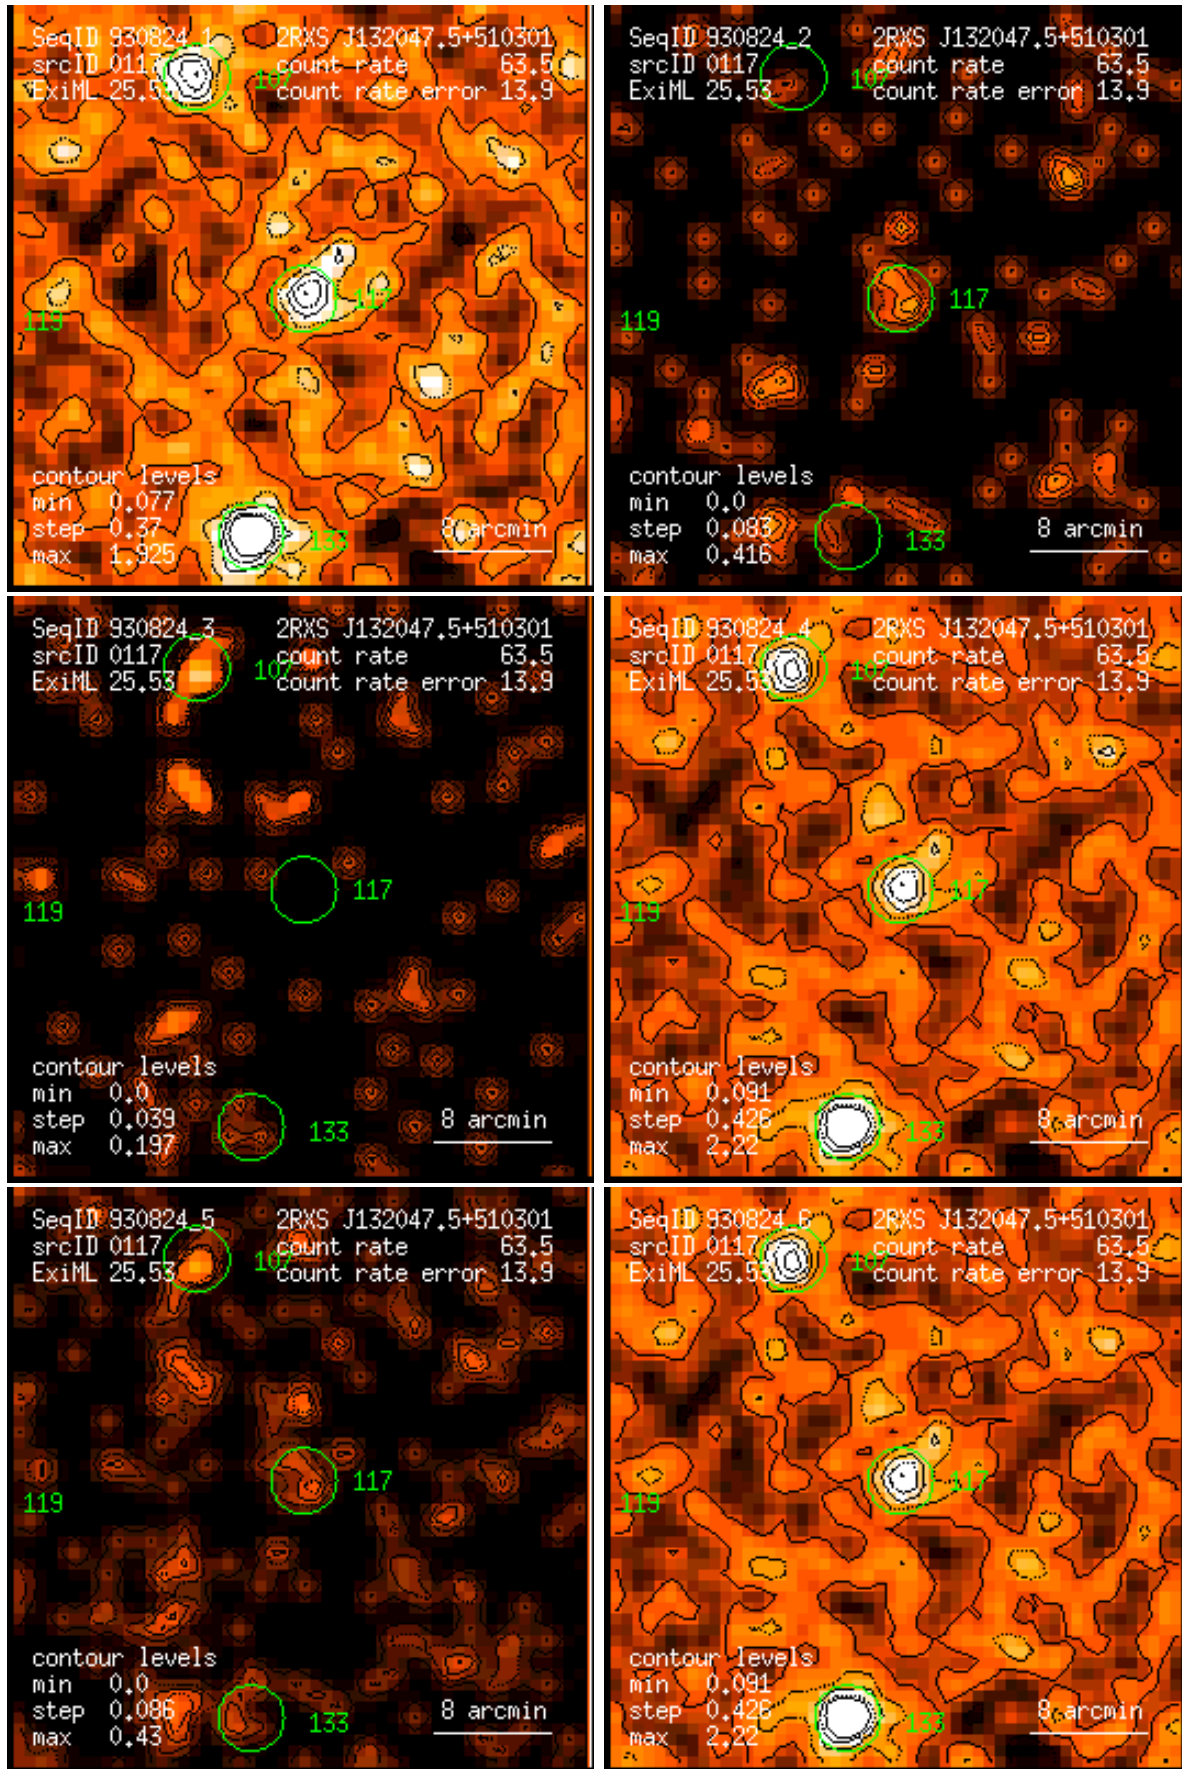 SeqID 930824_1 2RXS J132047.5+510301
srcID 0117 107 count rate 63.5
ExiML 25.53 count rate error 13.9
117
119
contour levels
min 0.077
step 0.37 133 8 arcmin
max 1.925
SeqID 930824_2 2RXS J132047.5+510301
srcID 0117 107 count rate 63.5
ExiML 25.53 count rate error 13.9
117
119
contour levels
min 0.0
step 0.083 133 8 arcmin
max 0.416
SeqID 930824_3 2RXS J132047.5+510301
srcID 0117 107 count rate 63.5
ExiML 25.53 count rate error 13.9
117
119
contour levels
min 0.0
step 0.039 133 8 arcmin
max 0.197
SeqID 930824_4 2RXS J132047.5+510301
srcID 0117 107 count rate 63.5
ExiML 25.53 count rate error 13.9
117
119
contour levels
min 0.091
step 0.426 133 8 arcmin
max 2.22
SeqID 930824_5 2RXS J132047.5+510301
srcID 0117 107 count rate 63.5
ExiML 25.53 count rate error 13.9
117
119
contour levels
min 0.0
step 0.086 133 8 arcmin
max 0.43
SeqID 930824_6 2RXS J132047.5+510301
srcID 0117 107 count rate 63.5
ExiML 25.53 count rate error 13.9
117
119
contour levels
min 0.091
step 0.426 133 8 arcmin
max 2.22